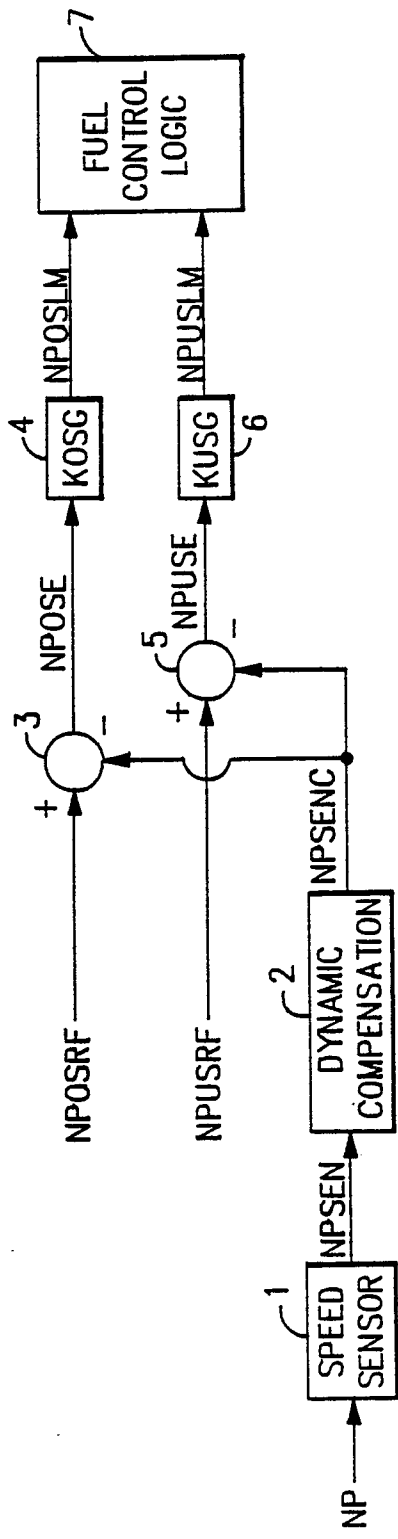 NP
1
SPEED
SENSOR
NPSEN
2
DYNAMIC
COMPENSATION
NPSENC
NPOSRF
+
3
-
NPOSE
4
KOSG
NPOSLM
NPUSRF
+
5
-
NPUSE
KUSG
6
NPUSLM
7
FUEL
CONTROL
LOGIC